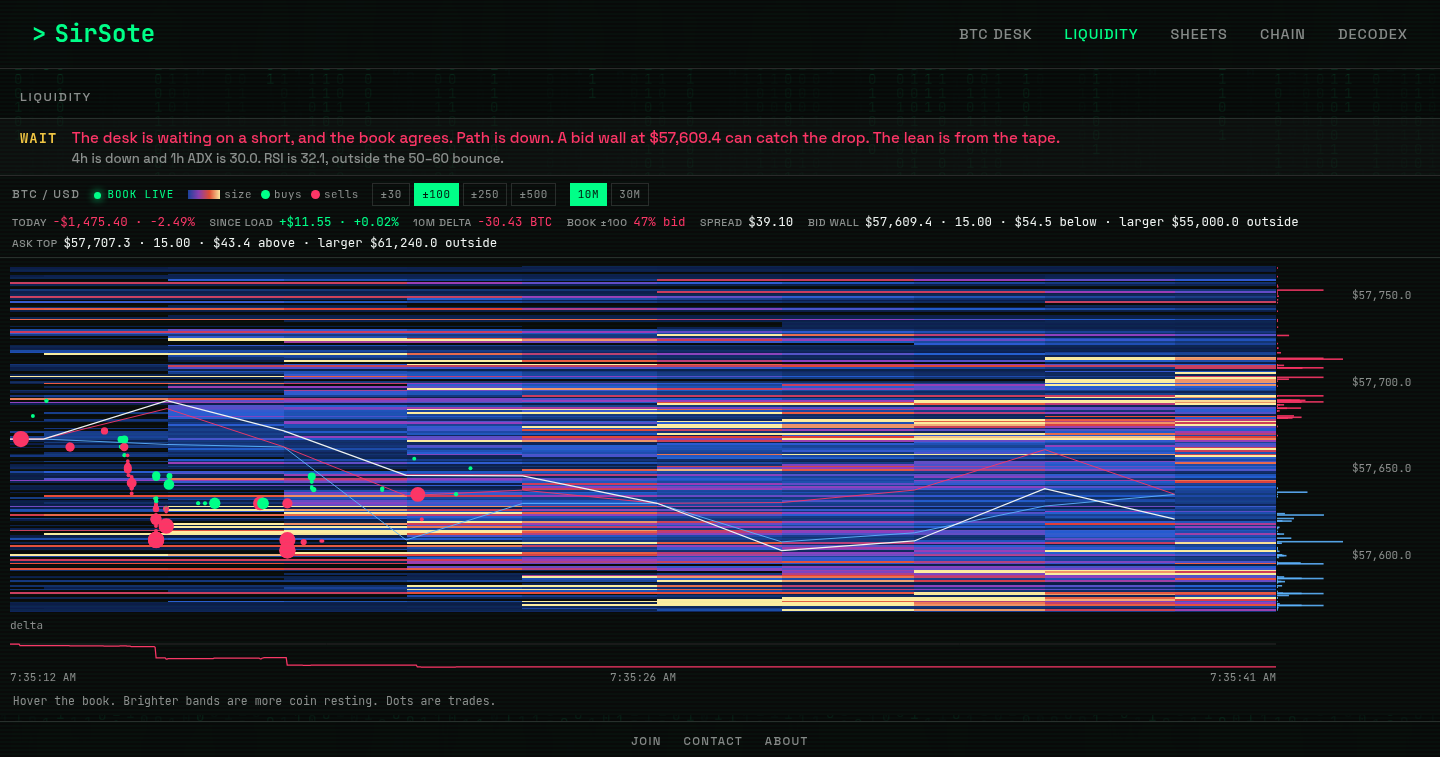 > SirSote
BTC DESK LIQUIDITY SHEETS CHAIN DECODEX
LIQUIDITY
WAIT The desk is waiting on a short, and the book agrees. Path is down. A bid wall at $57,609.4 can catch the drop. The lean is from the tape.
4h is down and 1h ADX is 30.0. RSI is 32.1, outside the 50–60 bounce.
BTC / USD BOOK LIVE size buys sells ±30 ±100 ±250 ±500 10M 30M
TODAY -$1,475.40 · -2.49% SINCE LOAD +$11.55 · +0.02% 10M DELTA -30.43 BTC BOOK ±100 47% bid SPREAD $39.10 BID WALL $57,609.4 · 15.00 · $54.5 below · larger $55,000.0 outside
ASK TOP $57,707.3 · 15.00 · $43.4 above · larger $61,240.0 outside
$57,750.0
$57,700.0
$57,650.0
$57,600.0
delta
7:35:12 AM 7:35:26 AM 7:35:41 AM
Hover the book. Brighter bands are more coin resting. Dots are trades.
JOIN CONTACT ABOUT